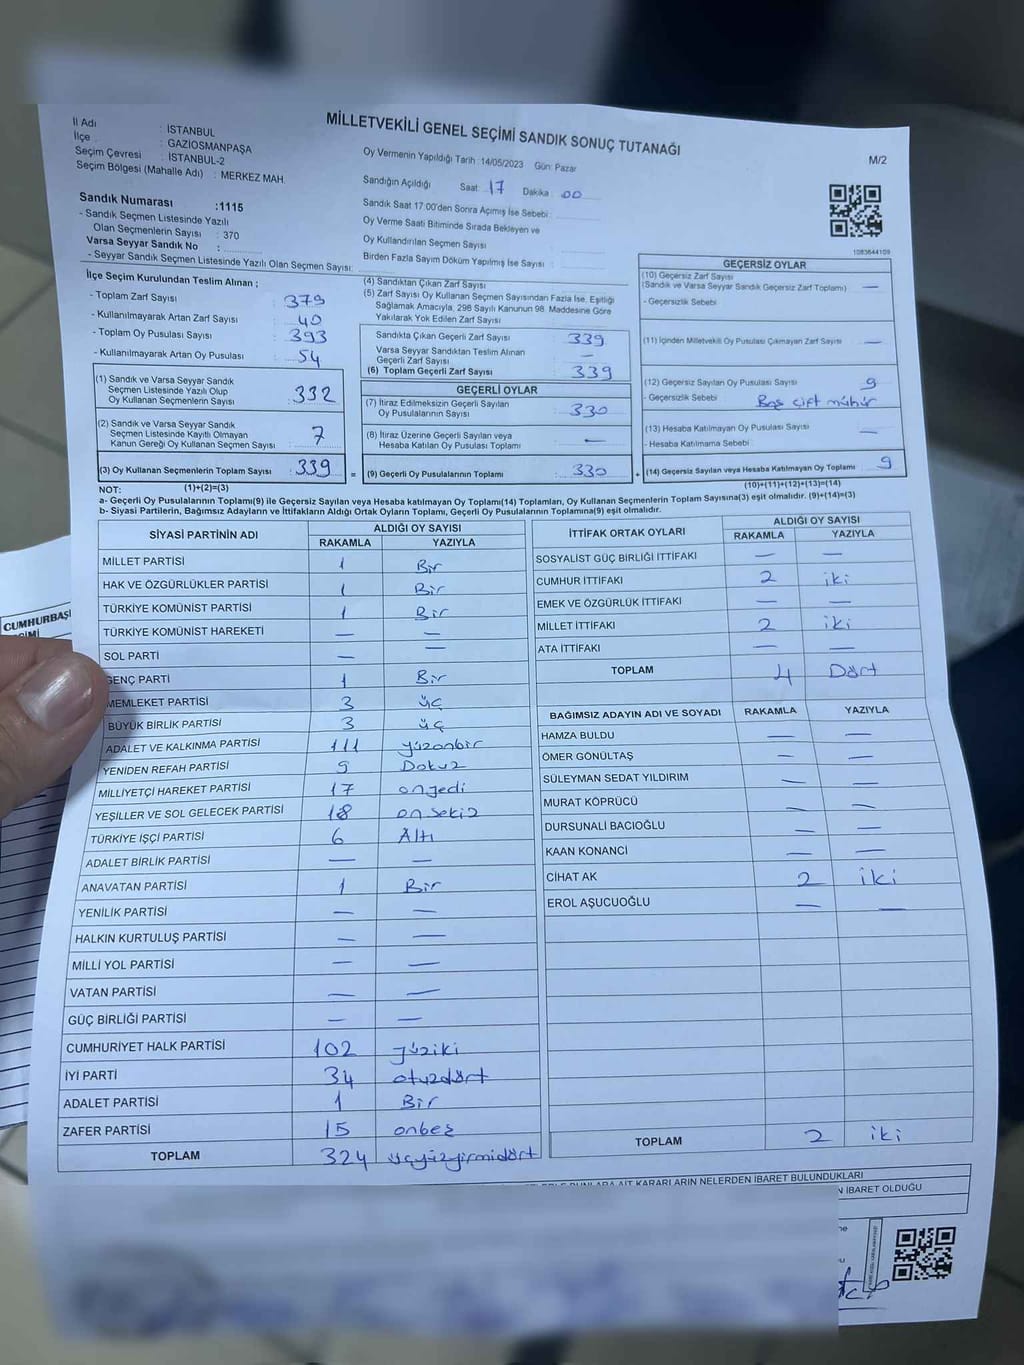 MİLLETVEKİLİ GENEL SEÇİMİ SANDIK SONUÇ TUTANAĞI
M/2
İl Adı : İSTANBUL
İlçe : GAZİOSMANPAŞA
Seçim Çevresi : İSTANBUL-2
Seçim Bölgesi (Mahalle Adı) : MERKEZ MAH.
Sandık Numarası :1115
- Sandık Seçmen Listesinde Yazılı
Olan Seçmenlerin Sayısı : 370
Varsa Seyyar Sandık No :
- Seyyar Sandık Seçmen Listesinde Yazılı Olan Seçmen Sayısı:
Oy Vermenin Yapıldığı Tarih :14/05/2023 Gün: Pazar
Sandığın Açıldığı Saat : 17 Dakika : 00
Sandık Saat 17:00'den Sonra Açımış İse Sebebi :
Oy Verme Saati Bitiminde Sırada Bekleyen ve
Oy Kullandırılan Seçmen Sayısı
Birden Fazla Sayım Döküm Yapılmış İse Sayısı :
1083644109
İlçe Seçim Kurulundan Teslim Alınan ;
- Toplam Zarf Sayısı : 379
- Kullanılmayarak Artan Zarf Sayısı : 40
- Toplam Oy Pusulası Sayısı : 393
- Kullanılmayarak Artan Oy Pusulası : 54
(1) Sandık ve Varsa Seyyar Sandık
Seçmen Listesinde Yazılı Olup
Oy Kullanan Seçmenlerin Sayısı : 332
(2) Sandık ve Varsa Seyyar Sandık
Seçmen Listesinde Kayıtlı Olmayan
Kanun Gereği Oy Kullanan Seçmen Sayısı : 7
(3) Oy Kullanan Seçmenlerin Toplam Sayısı : 339
(4) Sandıktan Çıkan Zarf Sayısı
(5) Zarf Sayısı Oy Kullanan Seçmen Sayısından Fazla İse, Eşitliği
Sağlamak Amacıyla, 298 Sayılı Kanunun 98. Maddesine Göre
Yakılarak Yok Edilen Zarf Sayısı
Sandıkta Çıkan Geçerli Zarf Sayısı : 339
Varsa Seyyar Sandıktan Teslim Alınan
Geçerli Zarf Sayısı : —
(6) Toplam Geçerli Zarf Sayısı : 339
GEÇERLİ OYLAR
(7) İtiraz Edilmeksizin Geçerli Sayılan
Oy Pusulalarının Sayısı : 330
(8) İtiraz Üzerine Geçerli Sayılan veya
Hesaba Katılan Oy Pusulası Toplamı : —
= (9) Geçerli Oy Pusulalarının Toplamı : 330
GEÇERSİZ OYLAR
(10) Geçersiz Zarf Sayısı
(Sandık ve Varsa Seyyar Sandık Geçersiz Zarf Toplamı) : —
- Geçersizlik Sebebi :
(11) İçinden Milletvekili Oy Pusulası Çıkmayan Zarf Sayısı : —
(12) Geçersiz Sayılan Oy Pusulası Sayısı : 9
- Geçersizlik Sebebi : Boş çift mühür
(13) Hesaba Katılmayan Oy Pusulası Sayısı : —
- Hesaba Katılmama Sebebi :
+ (14) Geçersiz Sayılan veya Hesaba Katılmayan Oy Toplamı : 9
NOT: (1)+(2)=(3)
(10)+(11)+(12)+(13)=(14)
a- Geçerli Oy Pusulalarının Toplamı(9) ile Geçersiz Sayılan veya Hesaba katılmayan Oy Toplamı(14) Toplamları, Oy Kullanan Seçmenlerin Toplam Sayısına(3) eşit olmalıdır. (9)+(14)=(3)
b- Siyasi Partilerin, Bağımsız Adayların ve İttifakların Aldığı Ortak Oyların Toplamı, Geçerli Oy Pusulalarının Toplamına(9) eşit olmalıdır.
SİYASİ PARTİNİN ADI ALDIĞI OY SAYISI
RAKAMLA YAZIYLA
MİLLET PARTİSİ 1 Bir
HAK VE ÖZGÜRLÜKLER PARTİSİ 1 Bir
TÜRKİYE KOMÜNİST PARTİSİ 1 Bir
TÜRKİYE KOMÜNİST HAREKETİ — —
SOL PARTİ — —
GENÇ PARTİ 1 Bir
MEMLEKET PARTİSİ 3 üç
BÜYÜK BİRLİK PARTİSİ 3 üç
ADALET VE KALKINMA PARTİSİ 111 yüzonbir
YENİDEN REFAH PARTİSİ 9 Dokuz
MİLLİYETÇİ HAREKET PARTİSİ 17 onyedi
YEŞİLLER VE SOL GELECEK PARTİSİ 18 onsekiz
TÜRKİYE İŞÇİ PARTİSİ 6 Altı
ADALET BİRLİK PARTİSİ — —
ANAVATAN PARTİSİ 1 Bir
YENİLİK PARTİSİ — —
HALKIN KURTULUŞ PARTİSİ — —
MİLLİ YOL PARTİSİ — —
VATAN PARTİSİ — —
GÜÇ BİRLİĞİ PARTİSİ — —
CUMHURİYET HALK PARTİSİ 102 yüziki
İYİ PARTİ 34 otuzdört
ADALET PARTİSİ 1 Bir
ZAFER PARTİSİ 15 onbeş
TOPLAM 324 üçyüzyirmidört
İTTİFAK ORTAK OYLARI ALDIĞI OY SAYISI
RAKAMLA YAZIYLA
SOSYALİST GÜÇ BİRLİĞİ İTTİFAKI — —
CUMHUR İTTİFAKI 2 iki
EMEK VE ÖZGÜRLÜK İTTİFAKI — —
MİLLET İTTİFAKI 2 iki
ATA İTTİFAKI — —
TOPLAM 4 Dört
BAĞIMSIZ ADAYIN ADI VE SOYADI RAKAMLA YAZIYLA
HAMZA BULDU — —
ÖMER GÖNÜLTAŞ — —
SÜLEYMAN SEDAT YILDIRIM — —
MURAT KÖPRÜCÜ — —
DURSUNALİ BACIOĞLU — —
KAAN KONANCİ — —
CİHAT AK 2 iki
EROL AŞUCUOĞLU — —
TOPLAM 2 iki
KARARLARIN NELERDEN İBARET BULUNDUKLARI
İBARET OLDUĞU
CUMHURBAŞ